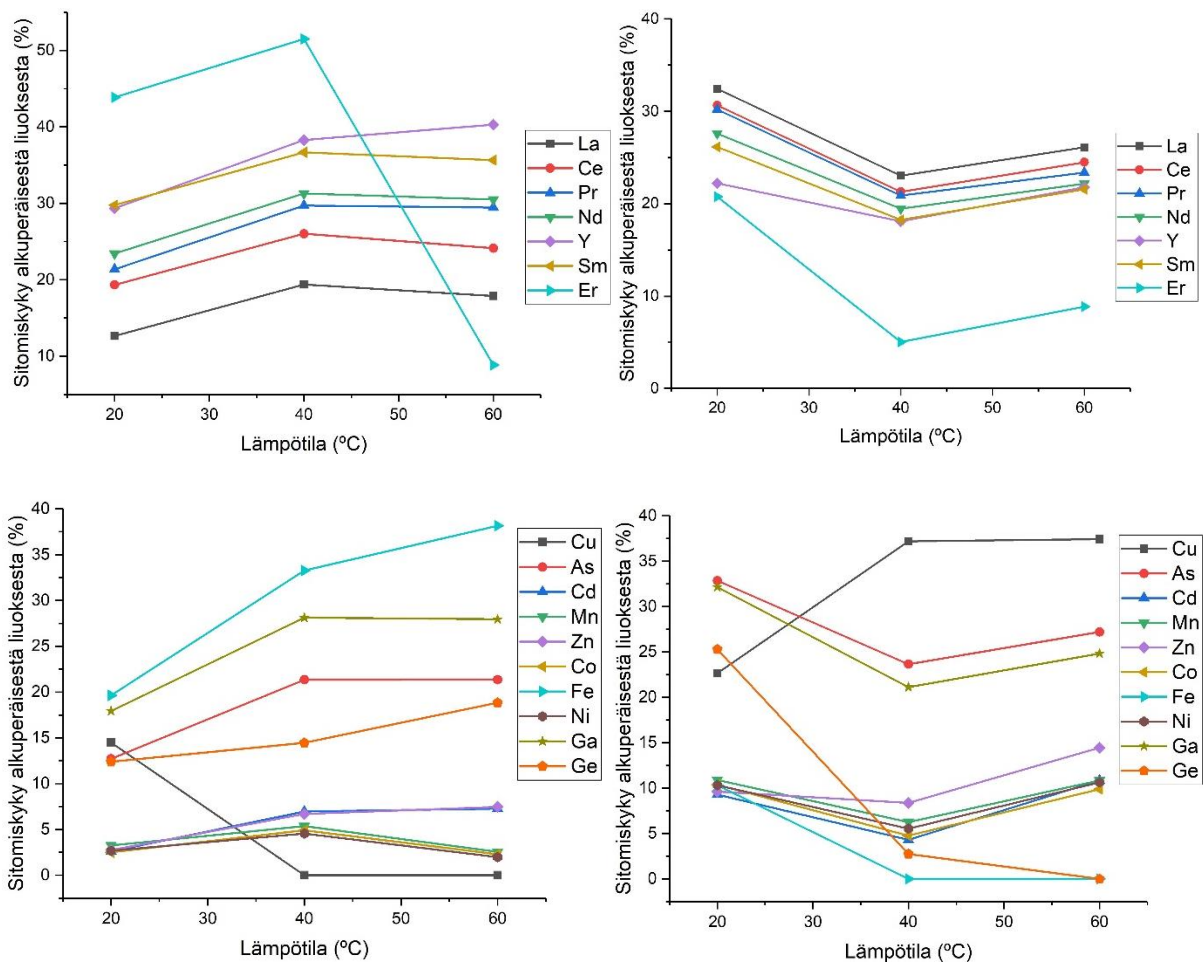 Sitomiskyky alkuperäisestä liuoksesta (%)
50
40
30
20
10
20
30
40
50
60
Lämpötila (ºC)
La
Ce
Pr
Nd
Y
Sm
Er
Sitomiskyky alkuperäisestä liuoksesta (%)
40
30
20
10
0
20
30
40
50
60
Lämpötila (ºC)
La
Ce
Pr
Nd
Y
Sm
Er
Sitomiskyky alkuperäisestä liuoksesta (%)
40
35
30
25
20
15
10
5
0
20
30
40
50
60
Lämpötila (ºC)
Cu
As
Cd
Mn
Zn
Co
Fe
Ni
Ga
Ge
Sitomiskyky alkuperäisestä liuoksesta (%)
40
35
30
25
20
15
10
5
0
20
30
40
50
60
Lämpötila (ºC)
Cu
As
Cd
Mn
Zn
Co
Fe
Ni
Ga
Ge